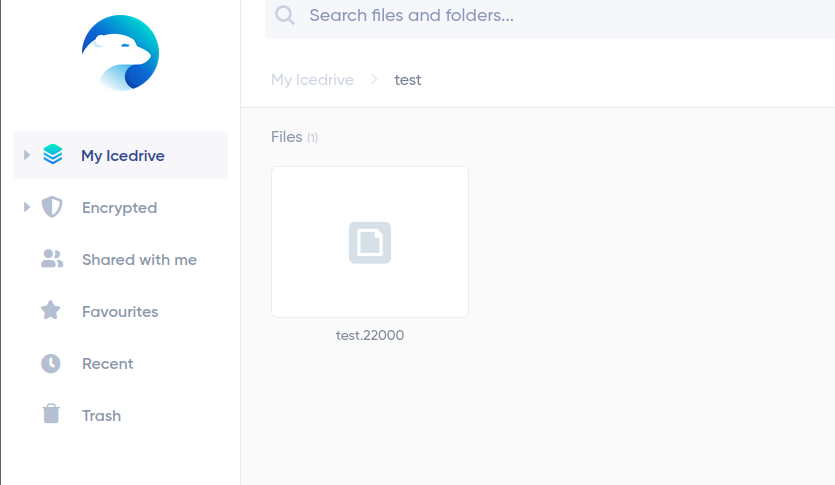 Search files and folders...
My Icedrive
test
Files (1)
test.22000
My Icedrive
Encrypted
Shared with me
Favourites
Recent
Trash